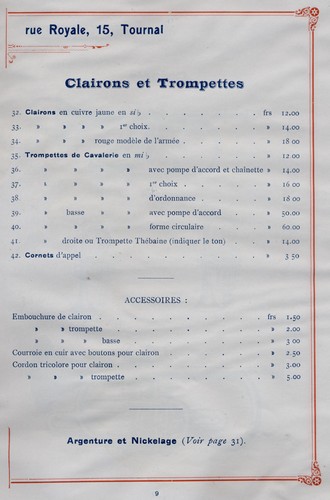 rue Royale, 15, Tournai
Clairons et Trompettes
32. Clairons en cuivre jaune en si ♭ . . . . . . frs 12.00
33. » » » » 1er choix. . . . . . . » 14.00
34. » » » » rouge modèle de l'armée . . . . . » 18 00
35. Trompettes de Cavalerie en mi ♭ . . . . . . » 12 00
36. » » » » avec pompe d'accord et chainette » 14.00
37. » » » » 1er choix . . . . » 16 00
38 » » » » d'ordonnance . . . . » 18 00
39. » basse » » avec pompe d'accord . . . » 50.00
40. » » » » forme circulaire . . . . » 60.00
41. » droite ou Trompette Thébaine (indiquer le ton) . . » 14.00
42. Cornets d'appel . . . . . . . . » 3 50
ACCESSOIRES :
Embouchure de clairon . . . . . . . . frs 1.50
» » trompette . . . . . . . . » 2.00
» » » basse . . . . . . » 3 00
Courroie en cuir avec boutons pour clairon . . . . . » 2.50
Cordon tricolore pour clairon . . . . . . . » 3.00
» » » trompette . . . . . . » 5.00
Argenture et Nickelage (Voir page 31).
9